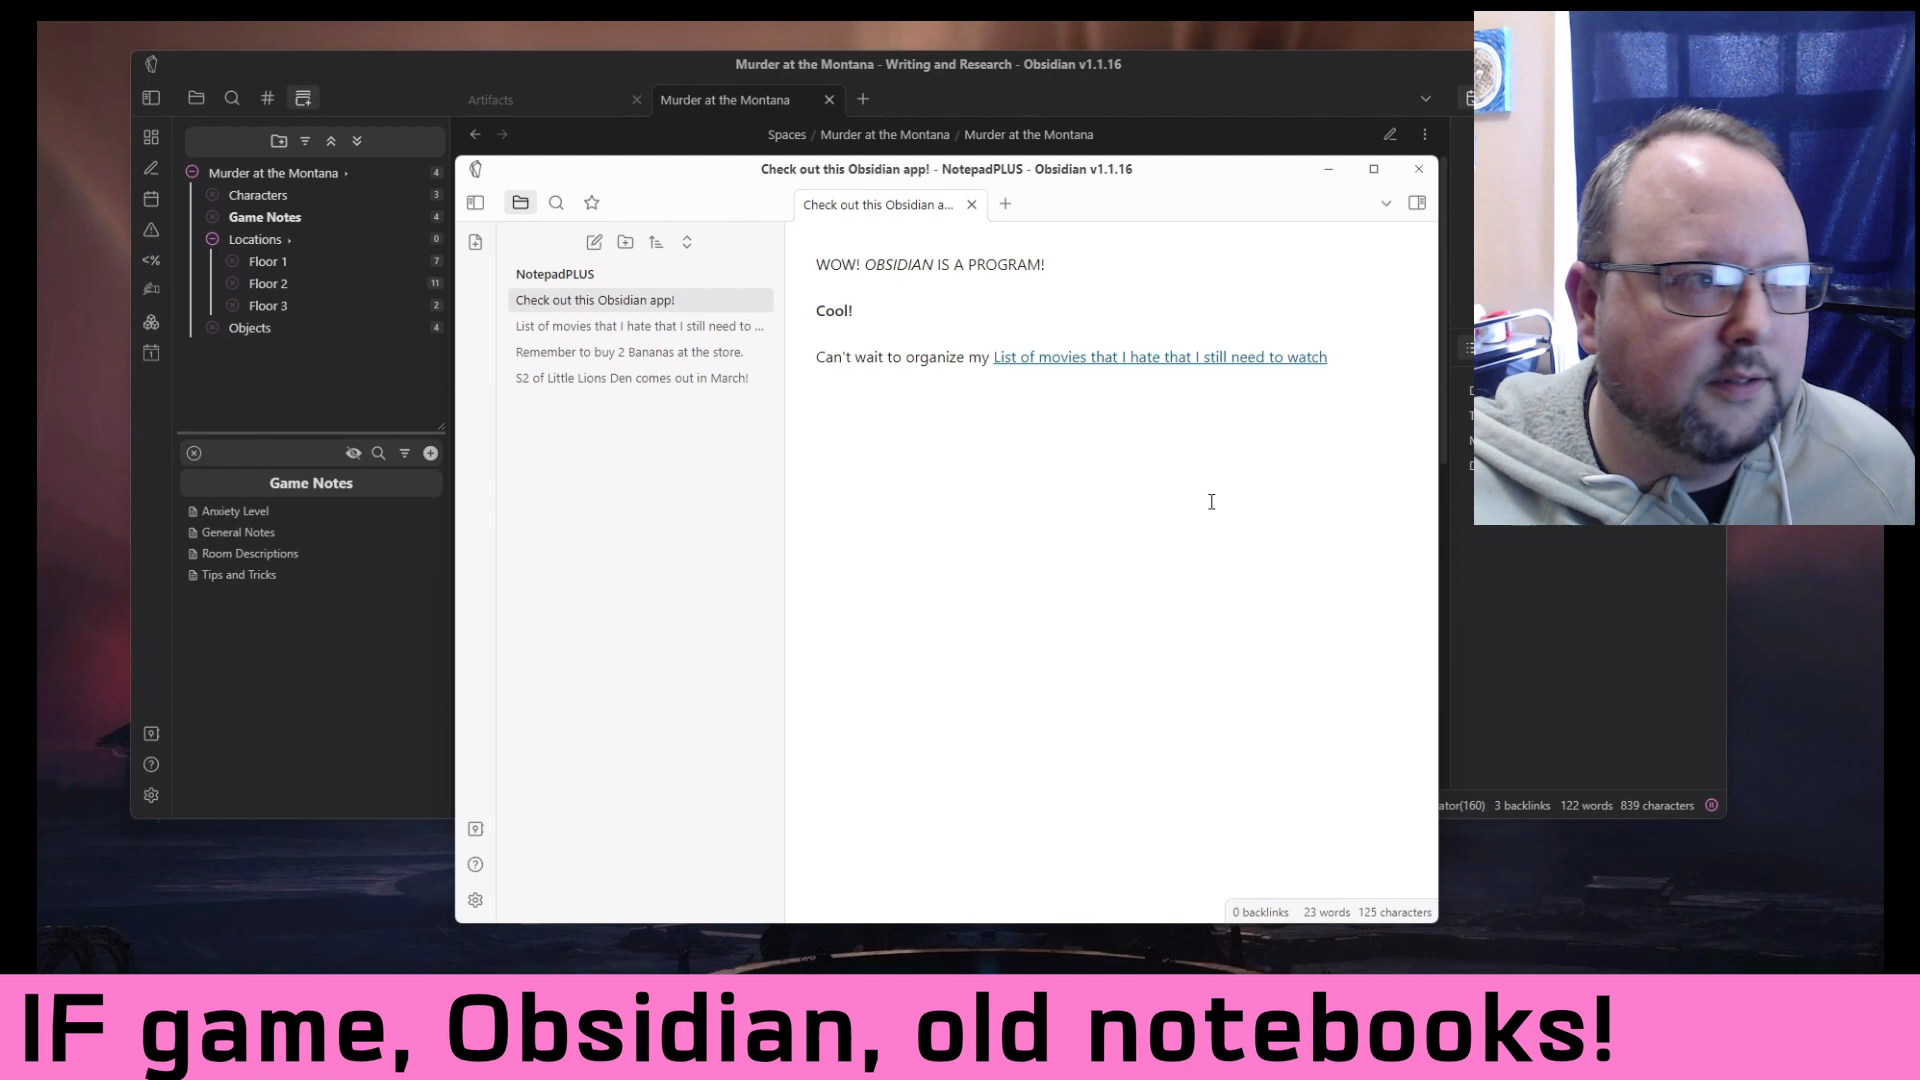 Murder at the Montana - Writing and Research - Obsidian v1.1.16
Artifacts
Murder at the Montana
Spaces / Murder at the Montana / Murder at the Montana
Murder at the Montana
4
Characters
3
Game Notes
4
Locations
0
Floor 1
7
Floor 2
11
Floor 3
2
Objects
4
Game Notes
Anxiety Level
General Notes
Room Descriptions
Tips and Tricks
Check out this Obsidian app! - NotepadPLUS - Obsidian v1.1.16
Check out this Obsidian a...
NotepadPLUS
Check out this Obsidian app!
List of movies that I hate that I still need to ...
Remember to buy 2 Bananas at the store.
S2 of Little Lions Den comes out in March!
WOW! OBSIDIAN IS A PROGRAM!
Cool!
Can't wait to organize my List of movies that I hate that I still need to watch
0 backlinks 23 words 125 characters
ator(160) 3 backlinks 122 words 839 characters
IF game, Obsidian, old notebooks!